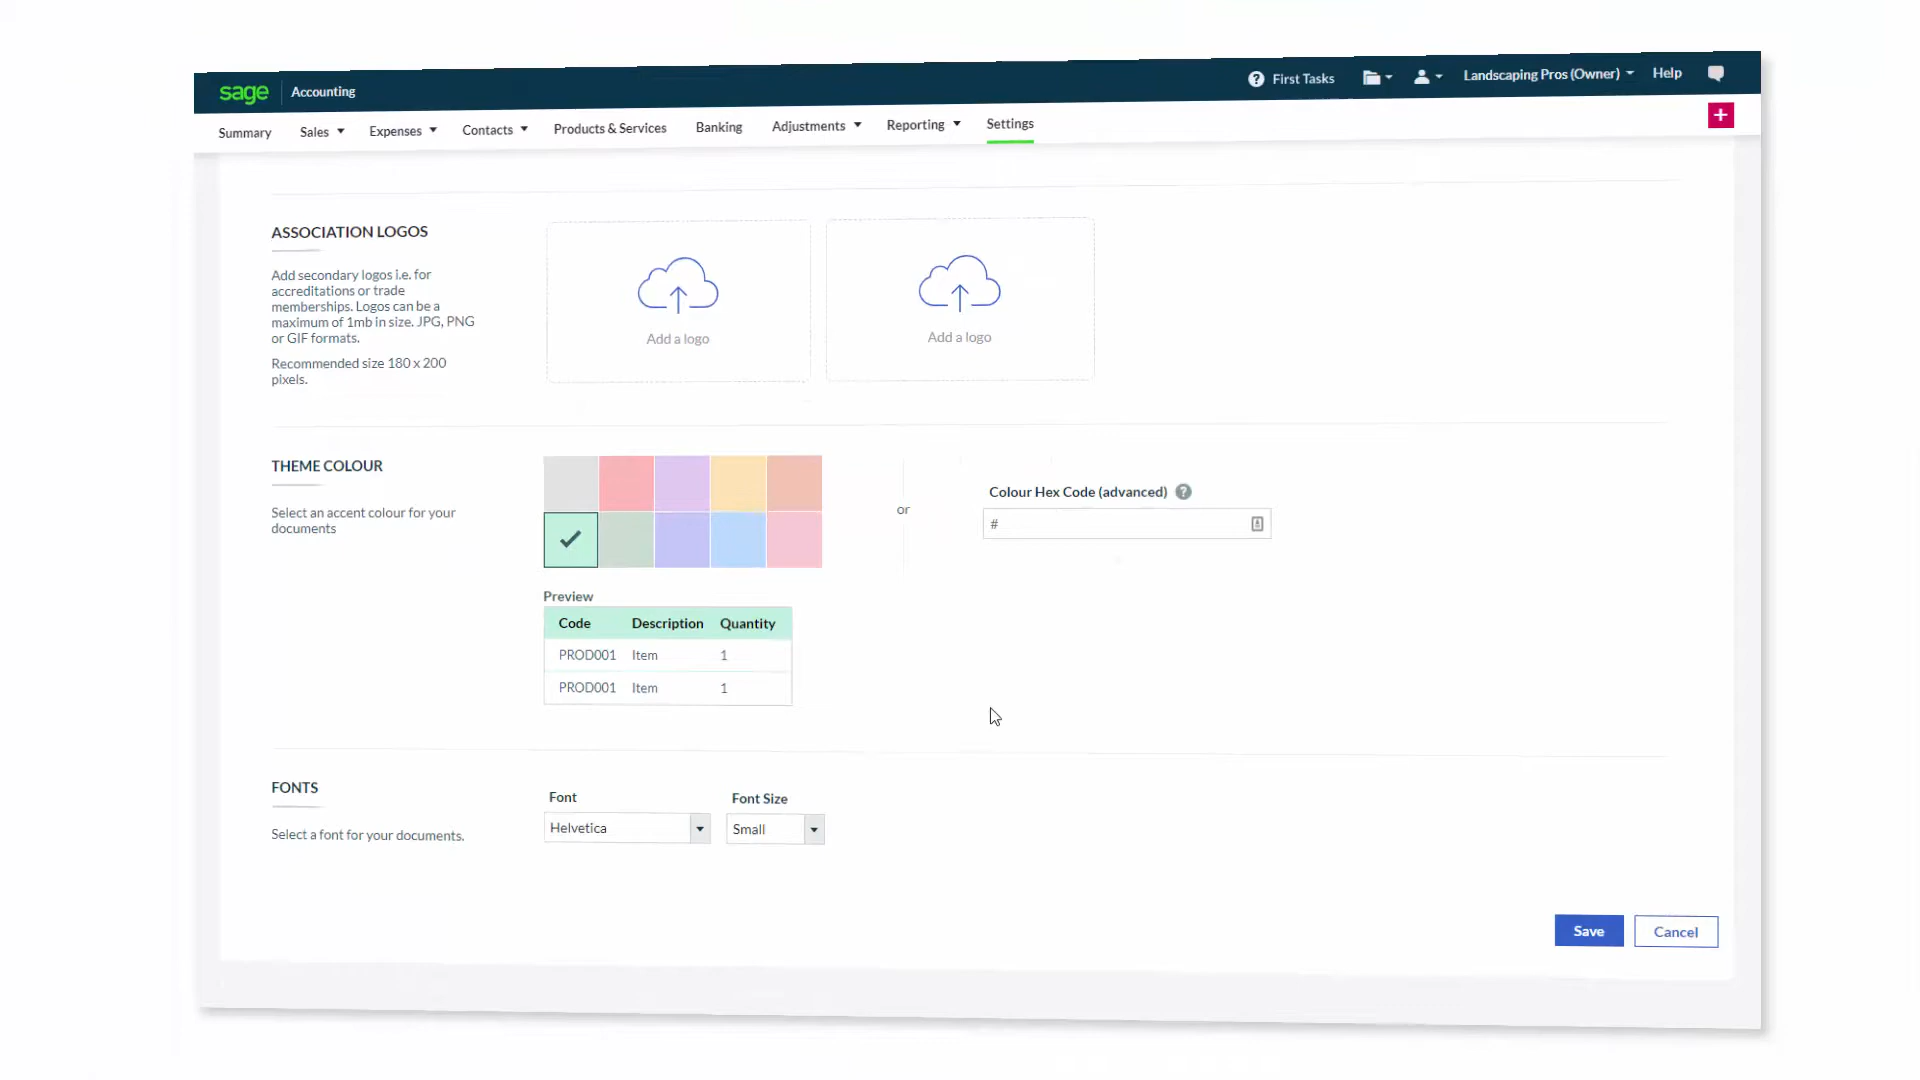 sage Accounting First Tasks Landscaping Pros (Owner) Help
Summary Sales Expenses Contacts Products & Services Banking Adjustments Reporting Settings +
ASSOCIATION LOGOS
Add secondary logos i.e. for
accreditations or trade
memberships. Logos can be a
maximum of 1mb in size. JPG, PNG
or GIF formats.
Recommended size 180 x 200
pixels.
Add a logo
Add a logo
THEME COLOUR
Select an accent colour for your
documents
or
Colour Hex Code (advanced) ?
#
Preview
Code Description Quantity
PROD001 Item 1
PROD001 Item 1
FONTS
Select a font for your documents.
Font
Helvetica
Font Size
Small
Save Cancel